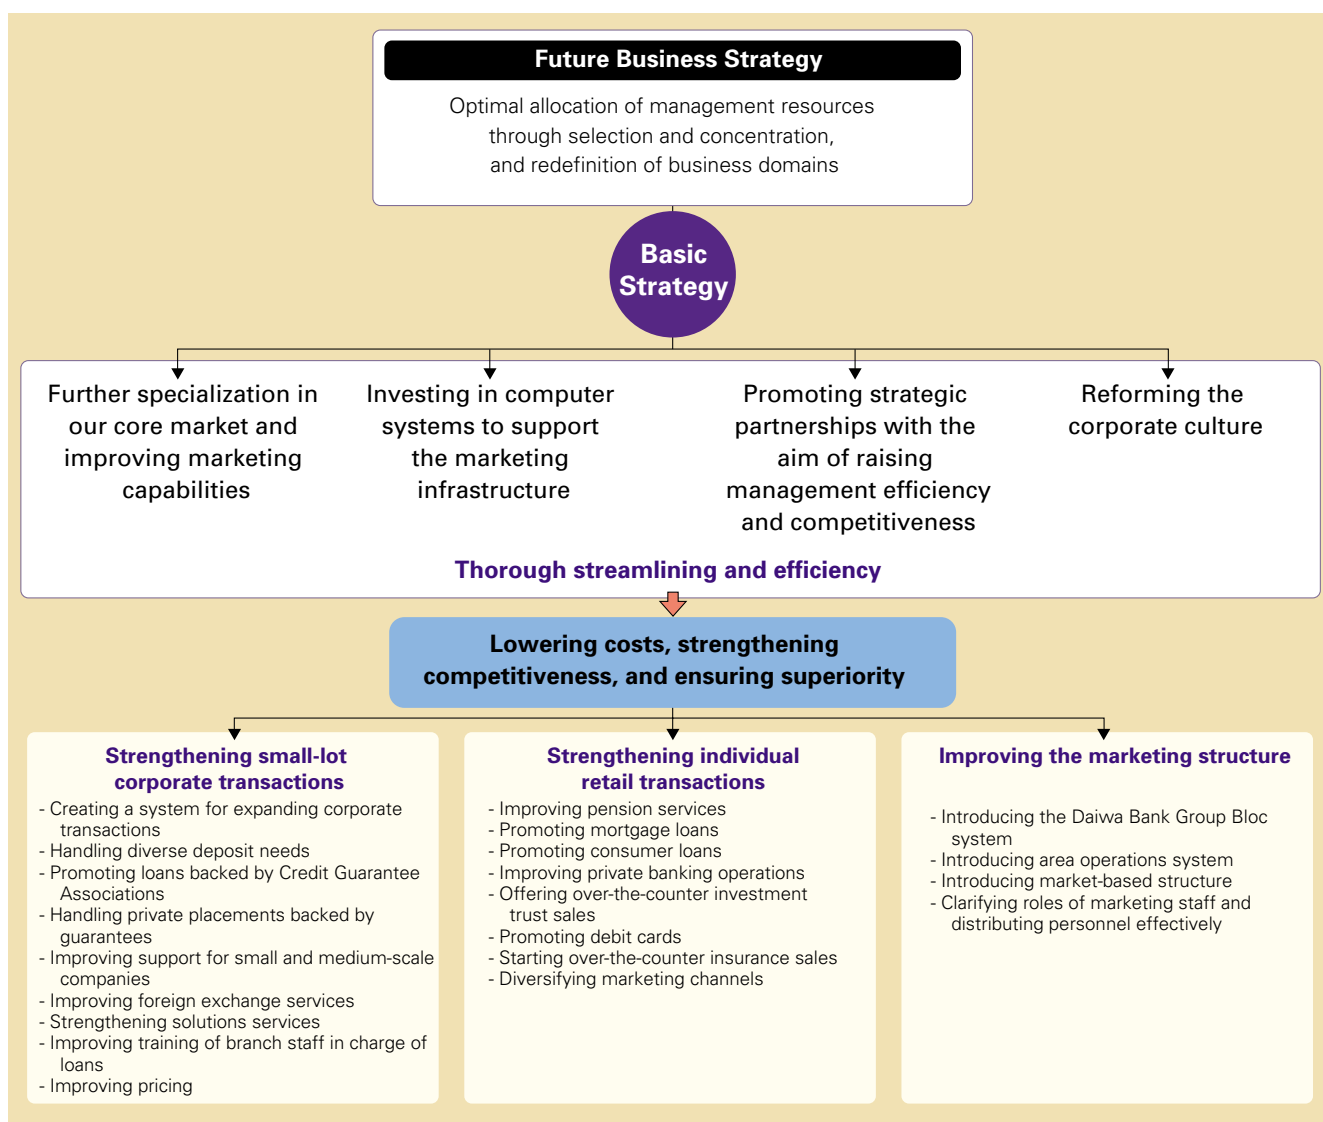 Future Business Strategy
Optimal allocation of management resources
through selection and concentration,
and redefinition of business domains
Basic
Strategy
Further specialization in
our core market and
improving marketing
capabilities
Investing in computer
systems to support
the marketing
infrastructure
Promoting strategic
partnerships with the
aim of raising
management efficiency
and competitiveness
Reforming the
corporate culture
Thorough streamlining and efficiency
Lowering costs, strengthening
competitiveness, and ensuring superiority
Strengthening small-lot
corporate transactions
- Creating a system for expanding corporate
transactions
- Handling diverse deposit needs
- Promoting loans backed by Credit Guarantee
Associations
- Handling private placements backed by
guarantees
- Improving support for small and medium-scale
companies
- Improving foreign exchange services
- Strengthening solutions services
- Improving training of branch staff in charge of
loans
- Improving pricing
Strengthening individual
retail transactions
- Improving pension services
- Promoting mortgage loans
- Promoting consumer loans
- Improving private banking operations
- Offering over-the-counter investment
trust sales
- Promoting debit cards
- Starting over-the-counter insurance sales
- Diversifying marketing channels
Improving the marketing structure
- Introducing the Daiwa Bank Group Bloc
system
- Introducing area operations system
- Introducing market-based structure
- Clarifying roles of marketing staff and
distributing personnel effectively